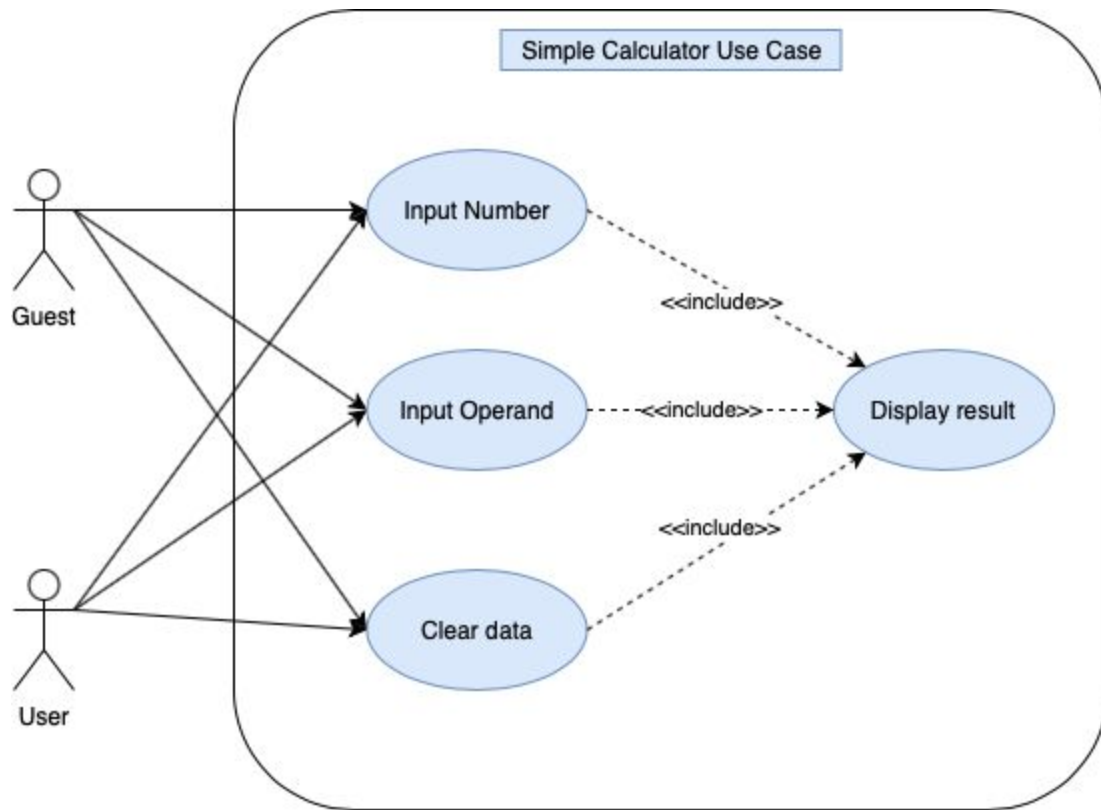 Simple Calculator Use Case
Input Number
Guest
<<include>>
Input Operand
<<include>>
Display result
<<include>>
Clear data
User